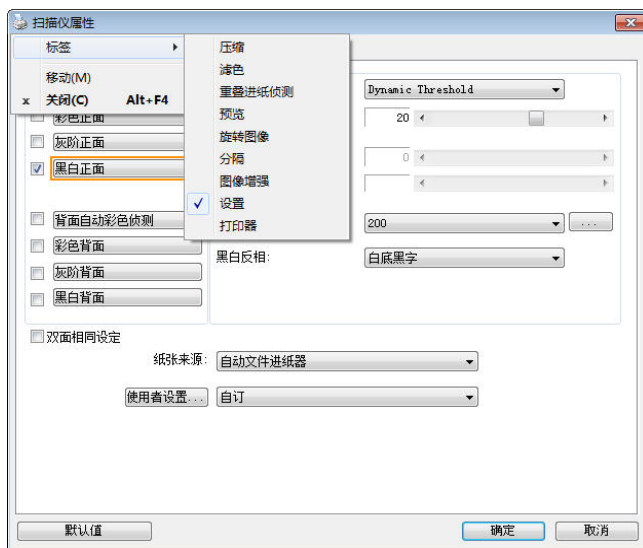 扫描仪属性
标签
移动(M)
x 关闭(C) Alt+F4
压缩
滤色
重叠进纸侦测
预览
旋转图像
分隔
图像增强
设置
打印器
Dynamic Threshold
20
0
彩色正面
灰阶正面
黑白正面
背面自动彩色侦测
200
...
彩色背面
黑白反相:
白底黑字
灰阶背面
黑白背面
双面相同设定
纸张来源:
自动文件进纸器
使用者设置...
自订
默认值
确定
取消